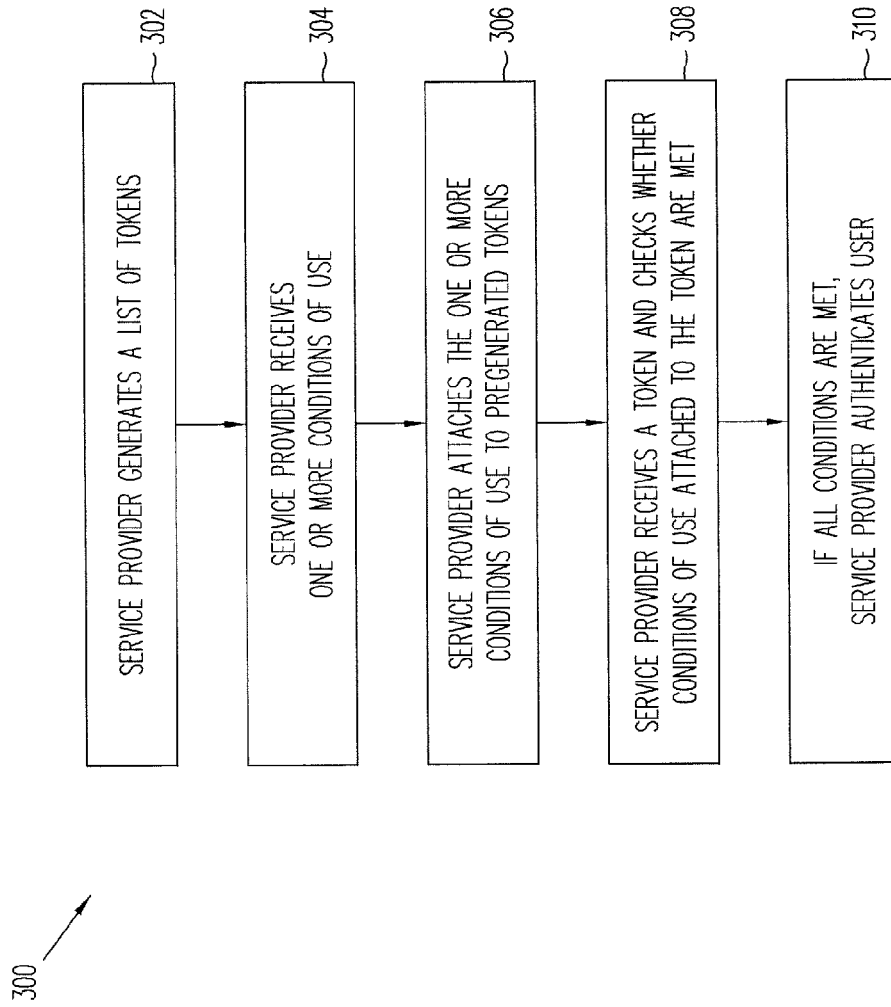 300
SERVICE PROVIDER GENERATES A LIST OF TOKENS
302
SERVICE PROVIDER RECEIVES
ONE OR MORE CONDITIONS OF USE
304
SERVICE PROVIDER ATTACHES THE ONE OR MORE
CONDITIONS OF USE TO PREGENERATED TOKENS
306
SERVICE PROVIDER RECEIVES A TOKEN AND CHECKS WHETHER
CONDITIONS OF USE ATTACHED TO THE TOKEN ARE MET
308
IF ALL CONDITIONS ARE MET,
SERVICE PROVIDER AUTHENTICATES USER
310